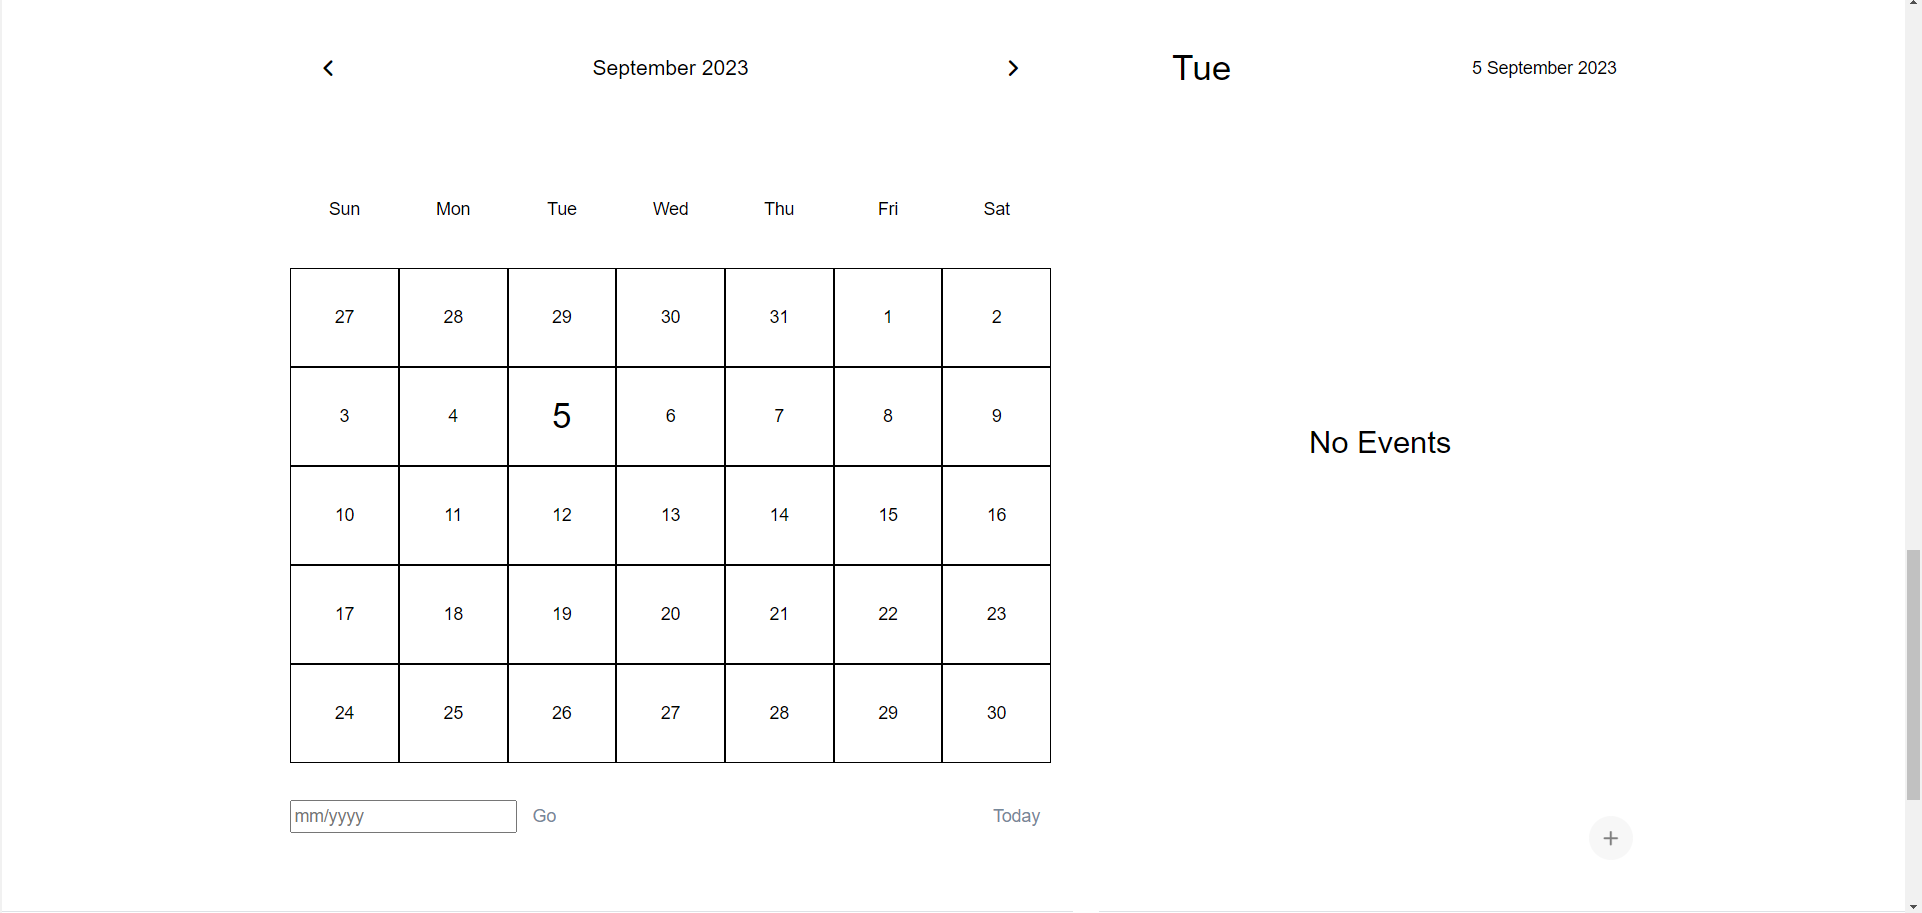 September 2023
Sun Mon Tue Wed Thu Fri Sat
27 28 29 30 31 1 2
3 4 5 6 7 8 9
10 11 12 13 14 15 16
17 18 19 20 21 22 23
24 25 26 27 28 29 30
mm/yyyy Go Today
Tue 5 September 2023
No Events
+